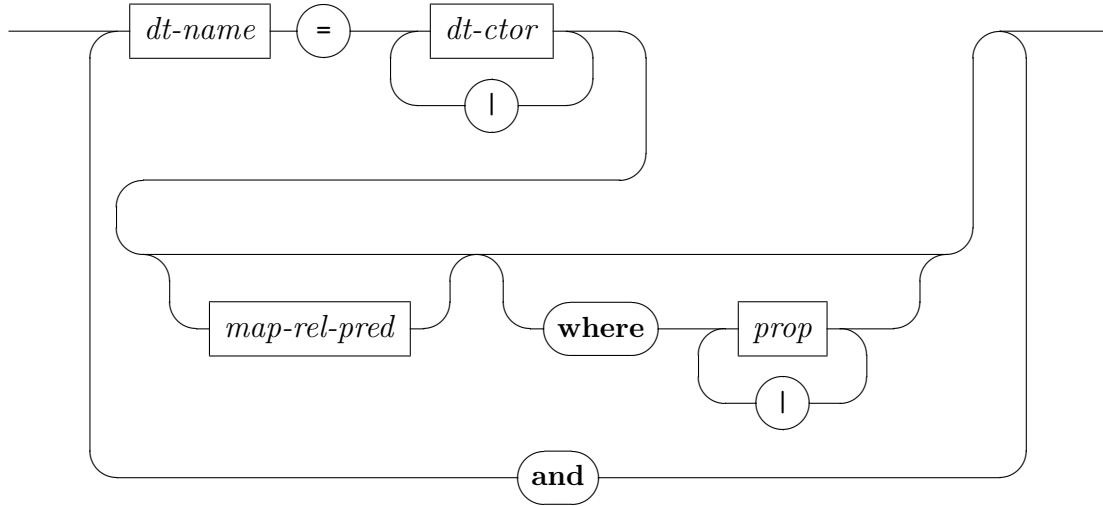 dt-name = dt-ctor
|
map-rel-pred where prop
|
and